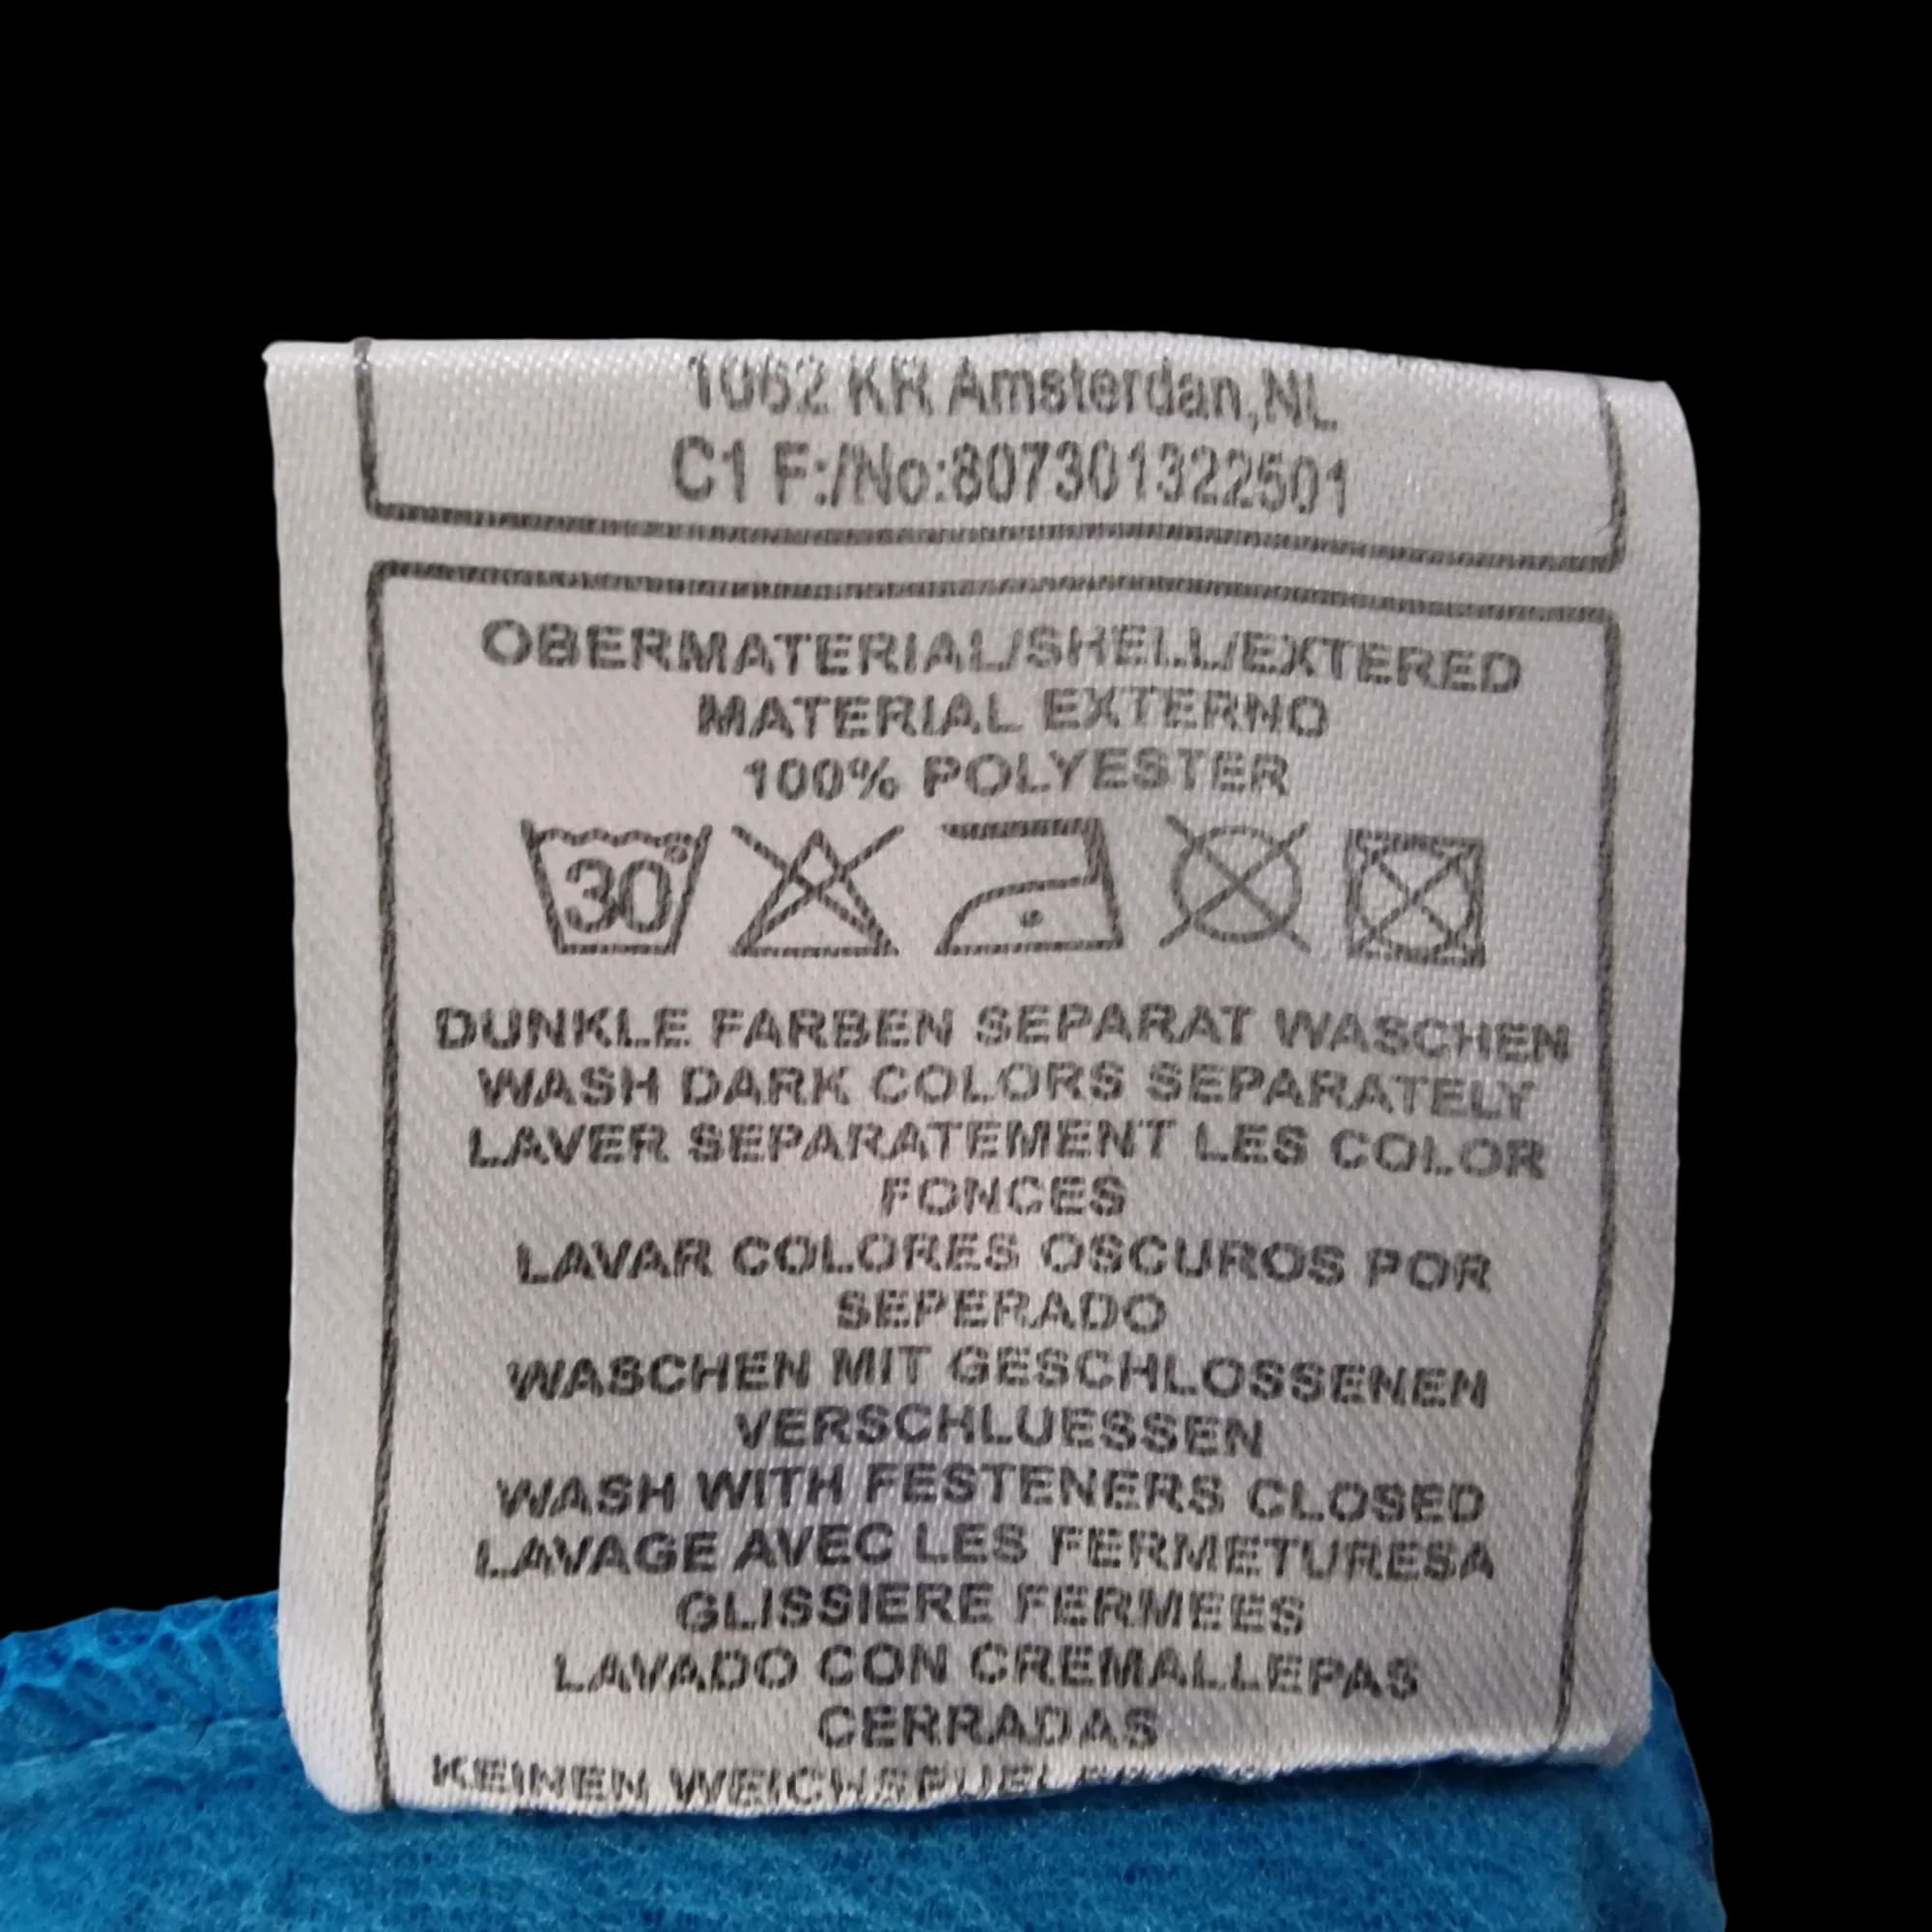 1062 KR Amsterdan,NL
C1 F:/No:807301322501
OBERMATERIAL/SHELL/EXTERED
MATERIAL EXTERNO
100% POLYESTER
30°
DUNKLE FARBEN SEPARAT WASCHEN
WASH DARK COLORS SEPARATELY
LAVER SEPARATEMENT LES COLOR
FONCES
LAVAR COLORES OSCUROS POR
SEPERADO
WASCHEN MIT GESCHLOSSENEN
VERSCHLUESSEN
WASH WITH FESTENERS CLOSED
LAVAGE AVEC LES FERMETURESA
GLISSIERE FERMEES
LAVADO CON CREMALLEPAS
CERRADAS
KEINEN